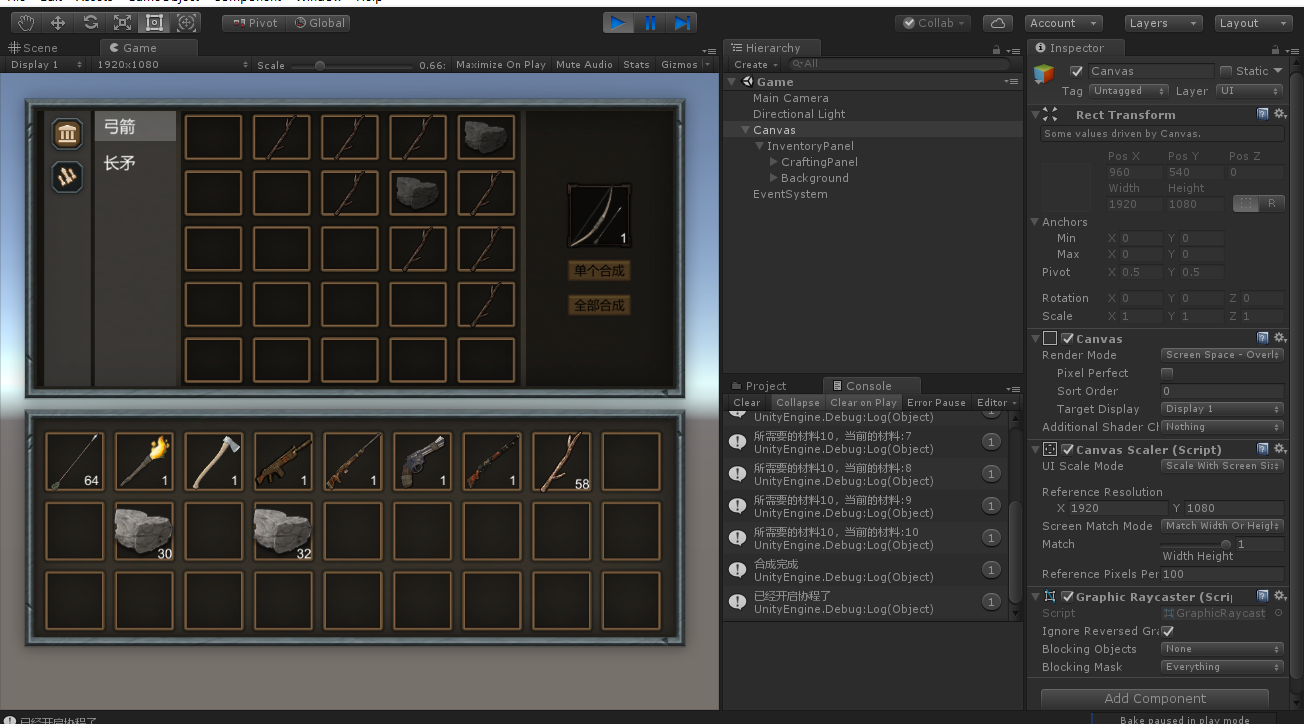 Pivot Global Collab Account Layers Layout
Scene Game
Display 1 1920x1080 Scale 0.66: Maximize On Play Mute Audio Stats Gizmos
弓箭
长矛
1
单个合成
全部合成
64 1 1 1 1 1 1 58
30 32
已经开启协程了
Hierarchy
Create All
Game
Main Camera
Directional Light
Canvas
InventoryPanel
CraftingPanel
Background
EventSystem
Project Console
Clear Collapse Clear on Play Error Pause Editor
UnityEngine.Debug:Log(Object)
所需要的材料10，当前的材料:7
UnityEngine.Debug:Log(Object) 1
所需要的材料10，当前的材料:8
UnityEngine.Debug:Log(Object) 1
所需要的材料10，当前的材料:9
UnityEngine.Debug:Log(Object) 1
所需要的材料10，当前的材料:10
UnityEngine.Debug:Log(Object) 1
合成完成
UnityEngine.Debug:Log(Object) 1
已经开启协程了
UnityEngine.Debug:Log(Object) 1
Inspector
Canvas Static
Tag Untagged Layer UI
Rect Transform
Some values driven by Canvas.
Pos X Pos Y Pos Z
960 540 0
Width Height
1920 1080 R
Anchors
Min X 0 Y 0
Max X 0 Y 0
Pivot X 0.5 Y 0.5
Rotation X 0 Y 0 Z 0
Scale X 1 Y 1 Z 1
Canvas
Render Mode Screen Space - Overl
Pixel Perfect
Sort Order 0
Target Display Display 1
Additional Shader Cl Nothing
Canvas Scaler (Script)
UI Scale Mode Scale With Screen Siz
Reference Resolution
X 1920 Y 1080
Screen Match Mode Match Width Or Heigh
Match 1
Width Height
Reference Pixels Per 100
Graphic Raycaster (Scri
Script GraphicRaycast
Ignore Reversed Gra
Blocking Objects None
Blocking Mask Everything
Add Component
Bake paused in play mode